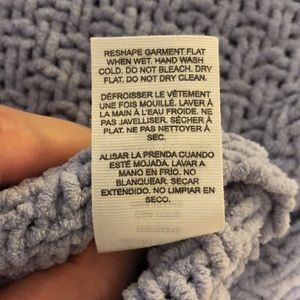 RESHAPE GARMENT FLAT
WHEN WET. HAND WASH
COLD. DO NOT BLEACH. DRY
FLAT. DO NOT DRY CLEAN.
DÉFROISSER LE VÊTEMENT
UNE FOIS MOUILLÉ. LAVER À
LA MAIN À L'EAU FROIDE. NE
PAS JAVELLISER. SÉCHER À
PLAT. NE PAS NETTOYER À
SEC.
ALISAR LA PRENDA CUANDO
ESTÉ MOJADA. LAVAR A
MANO EN FRÍO. NO
BLANQUEAR. SECAR
EXTENDIDO. NO LIMPIAR EN
SECO.